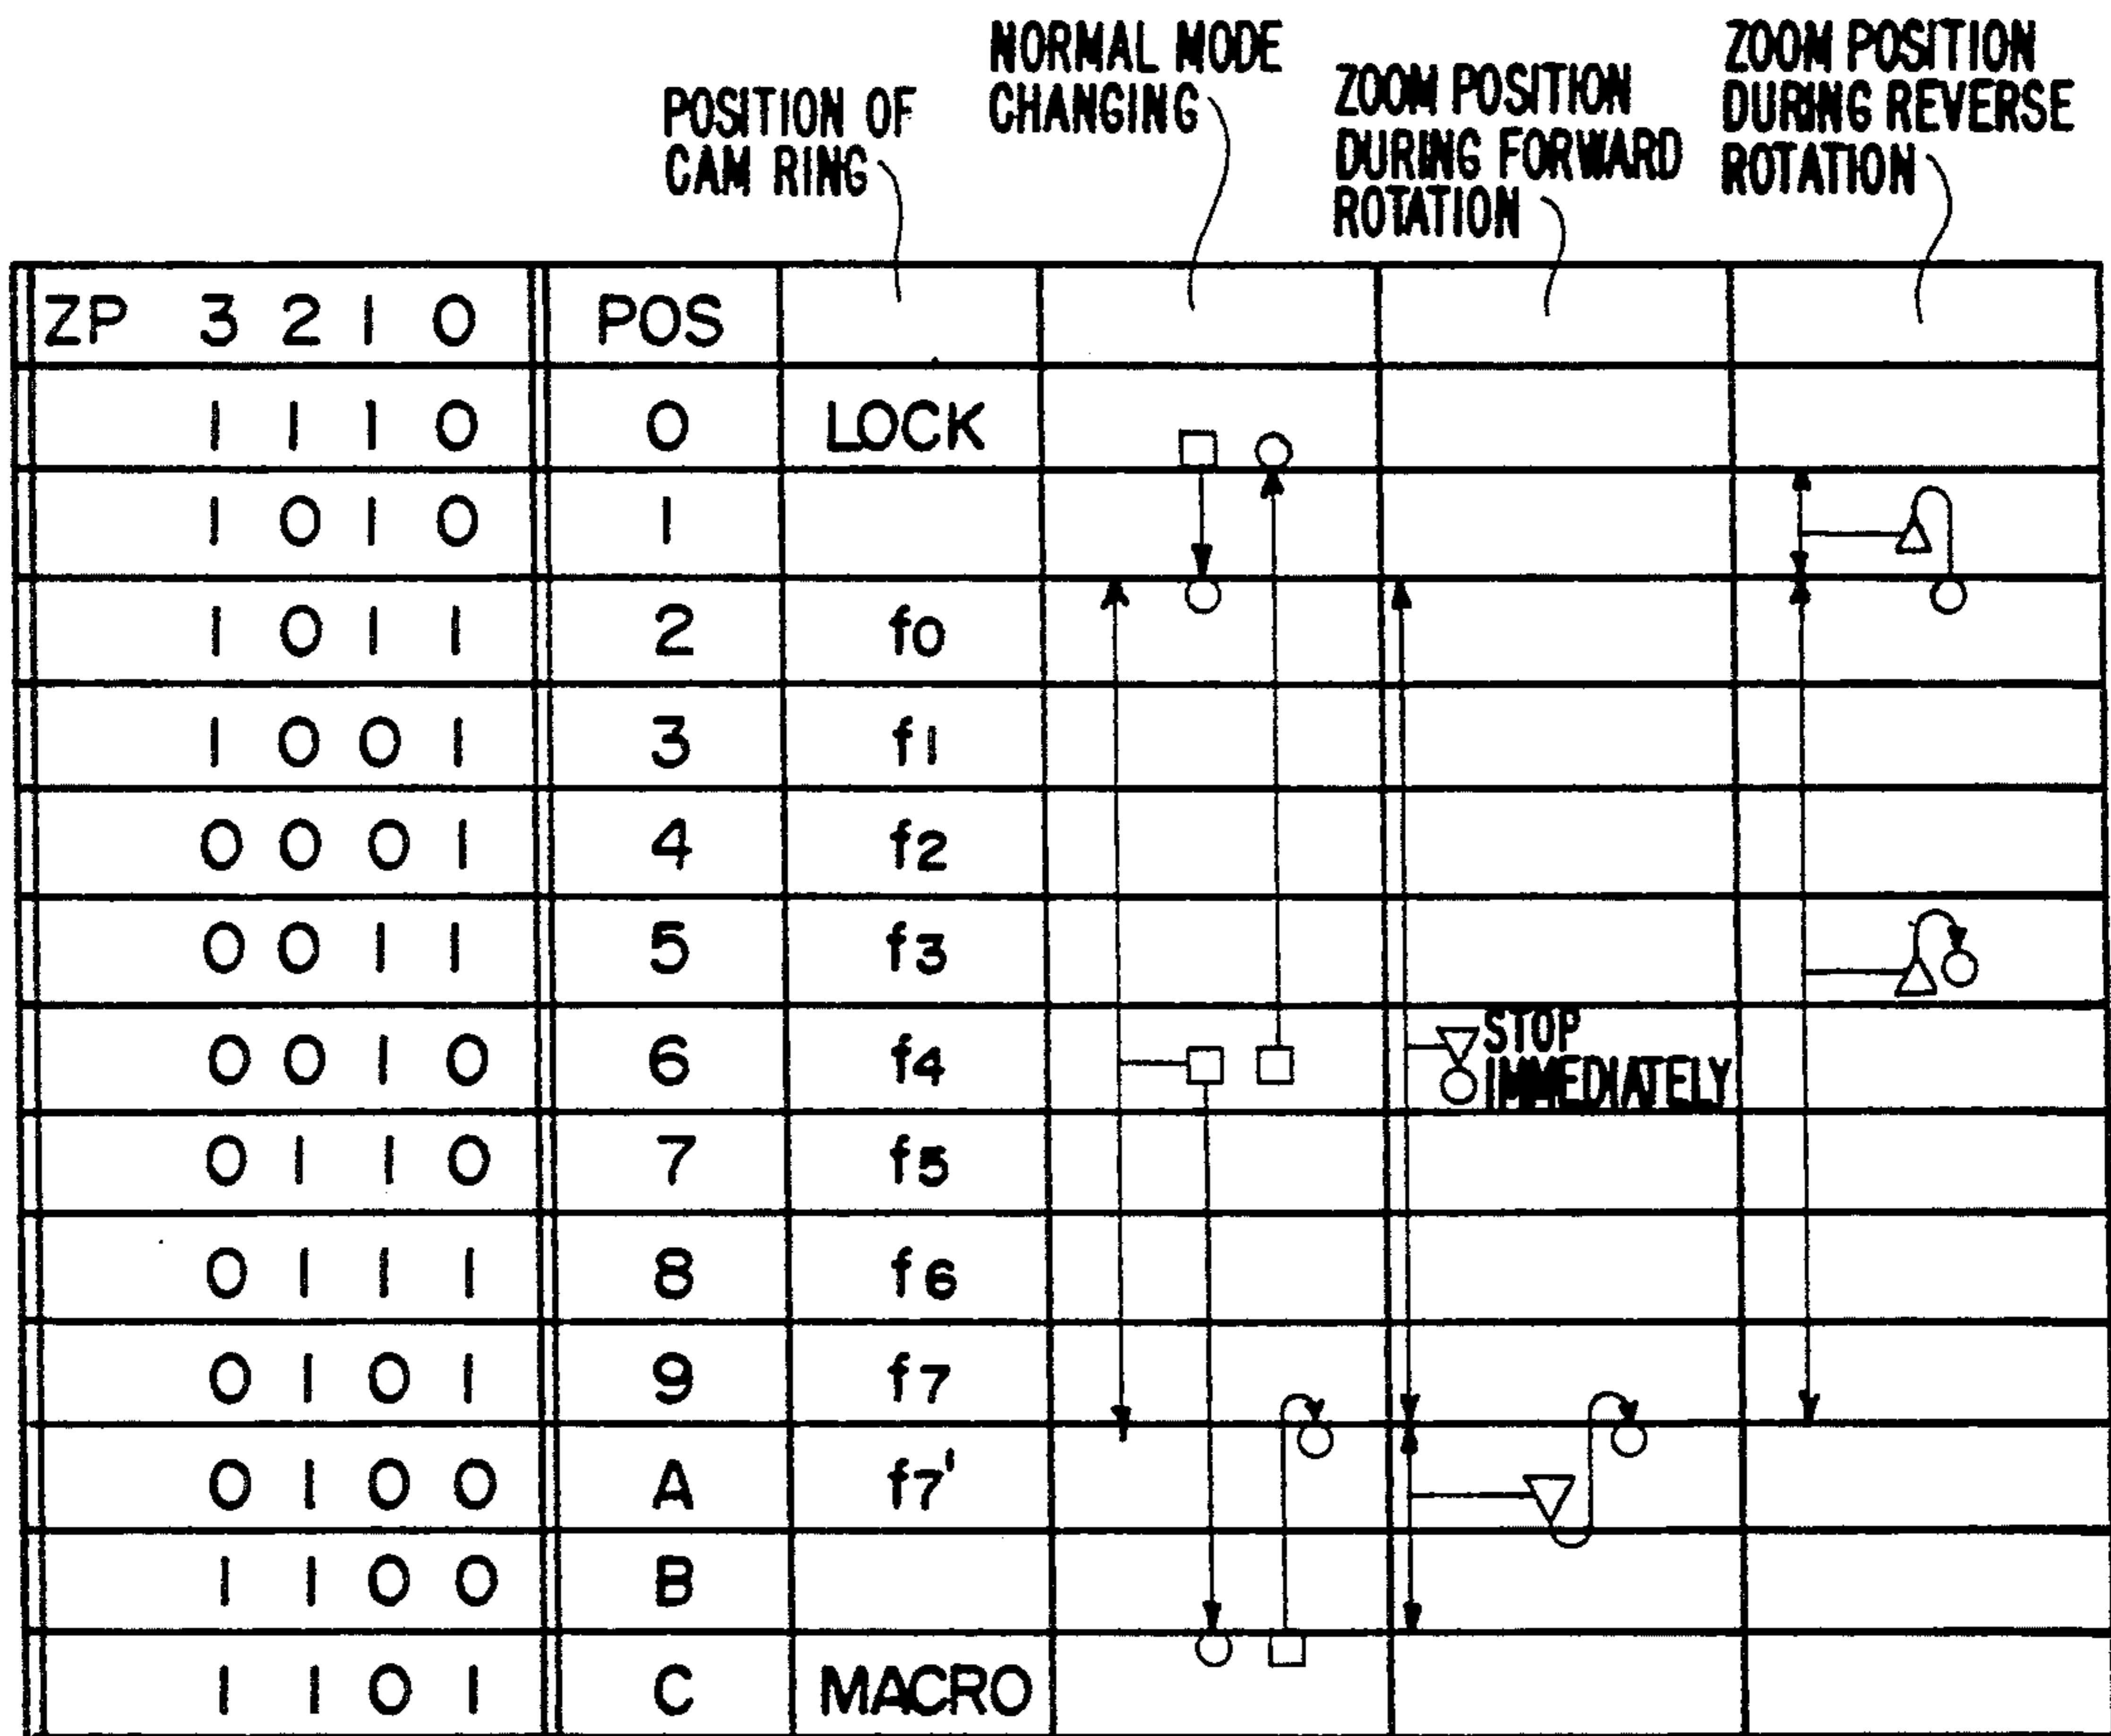 POSITION OF
CAM RING
NORMAL MODE
CHANGING
ZOOM POSITION
DURING FORWARD
ROTATION
ZOOM POSITION
DURING REVERSE
ROTATION
ZP 3 2 1 0 POS
1 1 1 0 0 LOCK
1 0 1 0 1
1 0 1 1 2 f0
1 0 0 1 3 f1
0 0 0 1 4 f2
0 0 1 1 5 f3
0 0 1 0 6 f4 STOP
IMMEDIATELY
0 1 1 0 7 f5
0 1 1 1 8 f6
0 1 0 1 9 f7
0 1 0 0 A f7'
1 1 0 0 B
1 1 0 1 C MACRO